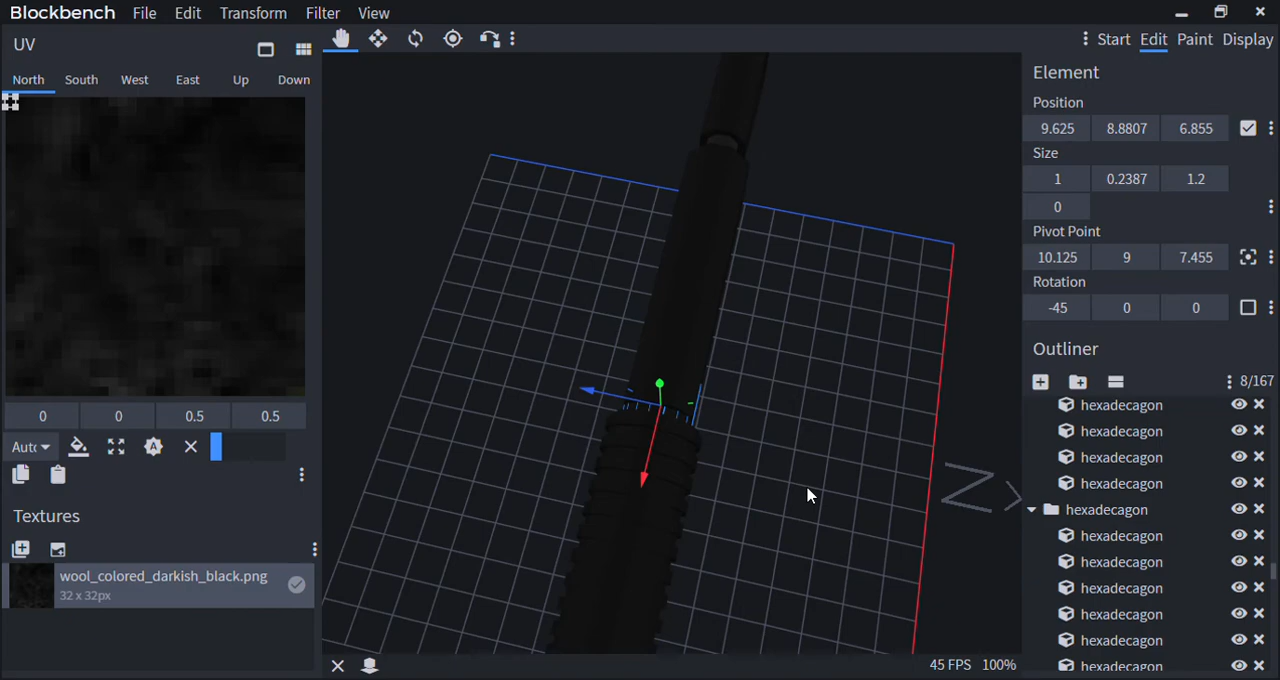 Blockbench File Edit Transform Filter View
UV
Start Edit Paint Display
North South West East Up Down
Element
Position
9.625 8.8807 6.855
Size
1 0.2387 1.2
0
Pivot Point
10.125 9 7.455
Rotation
-45 0 0
Outliner
8/167
hexadecagon
hexadecagon
hexadecagon
hexadecagon
hexadecagon
hexadecagon
hexadecagon
hexadecagon
hexadecagon
hexadecagon
hexadecagon
0 0 0.5 0.5
Auto
Textures
wool_colored_darkish_black.png
32 x 32px
Z
45 FPS 100%